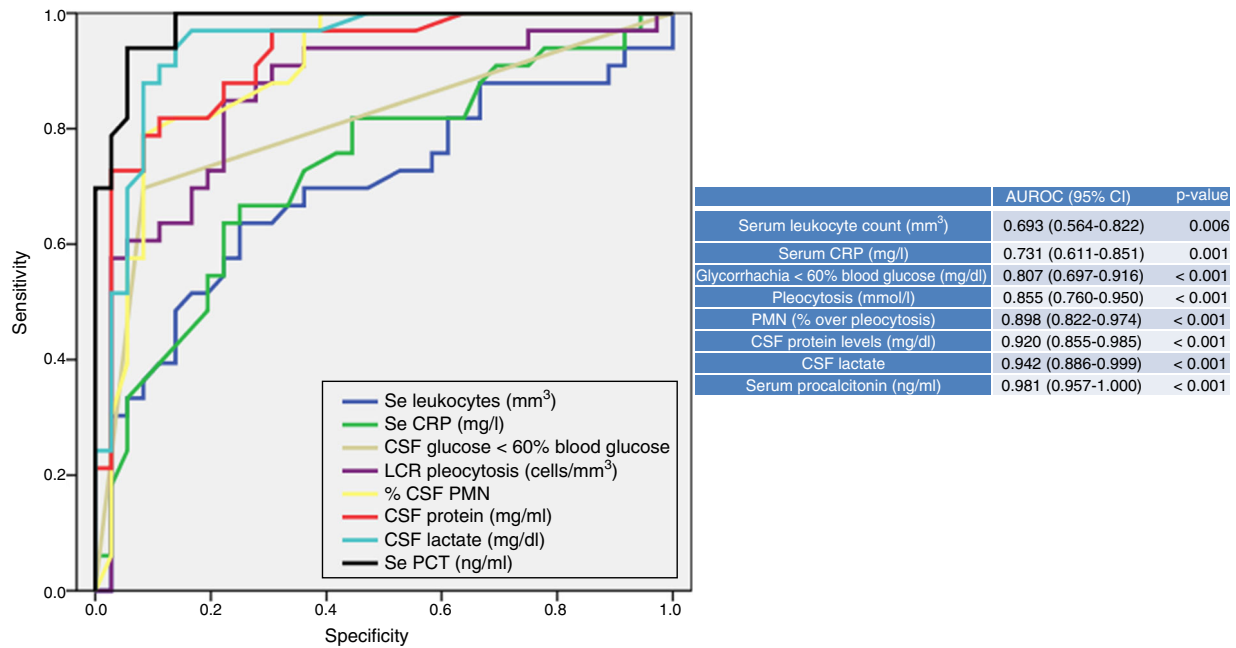 1.0
0.8
0.6
0.4
0.2
0.0
Sensitivity
0.0 0.2 0.4 0.6 0.8 1.0
Specificity
Se leukocytes (mm³)
Se CRP (mg/l)
CSF glucose < 60% blood glucose
LCR pleocytosis (cells/mm³)
% CSF PMN
CSF protein (mg/ml)
CSF lactate (mg/dl)
Se PCT (ng/ml)
AUROC (95% CI) p-value
Serum leukocyte count (mm³) 0.693 (0.564-0.822) 0.006
Serum CRP (mg/l) 0.731 (0.611-0.851) 0.001
Glycorrhachia < 60% blood glucose (mg/dl) 0.807 (0.697-0.916) < 0.001
Pleocytosis (mmol/l) 0.855 (0.760-0.950) < 0.001
PMN (% over pleocytosis) 0.898 (0.822-0.974) < 0.001
CSF protein levels (mg/dl) 0.920 (0.855-0.985) < 0.001
CSF lactate 0.942 (0.886-0.999) < 0.001
Serum procalcitonin (ng/ml) 0.981 (0.957-1.000) < 0.001